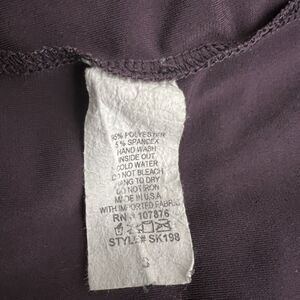 95% POLYESTER
5% SPANDEX
HAND WASH
INSIDE OUT
COLD WATER
DO NOT BLEACH
HANG TO DRY
DO NOT IRON
MADE IN U.S.A
WITH IMPORTED FABRIC
RN# 107876
STYLE# SK198
S